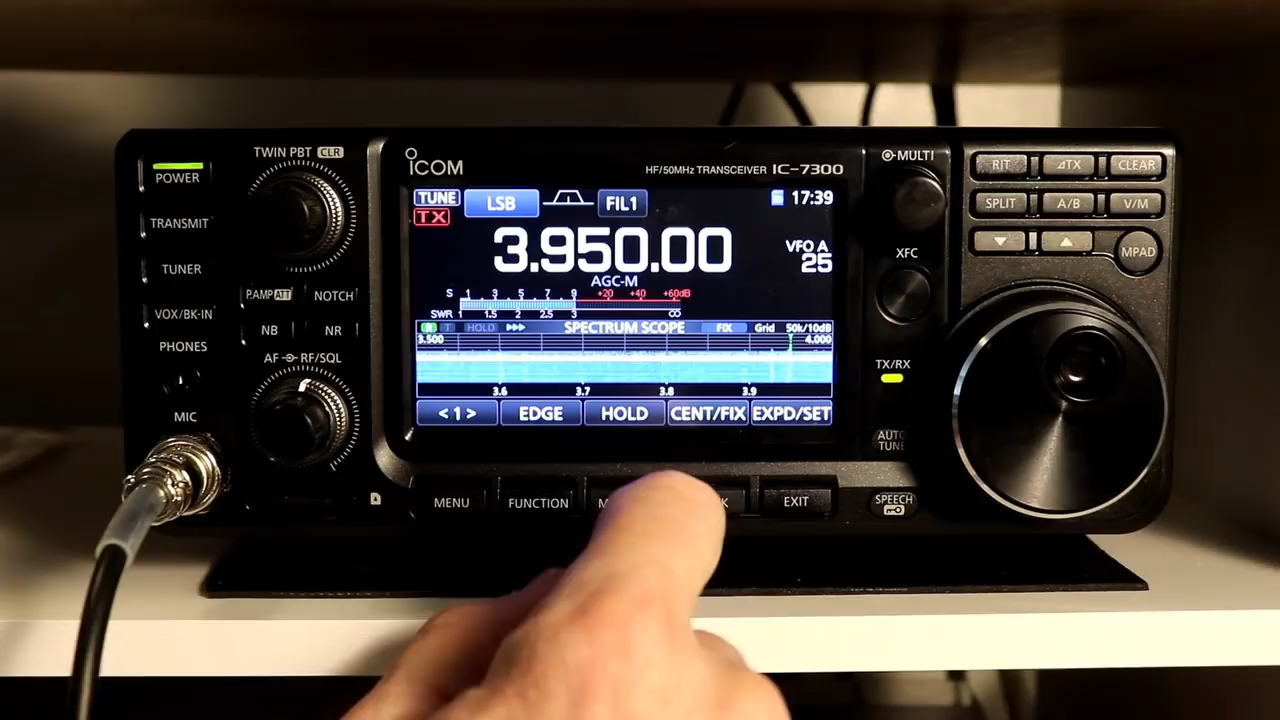 TWIN PBT CLR
POWER
TRANSMIT
TUNER
VOX/BK-IN
PHONES
MIC
P.AMP ATT
NOTCH
NB
NR
AF RF/SQL
ICOM
HF/50MHz TRANSCEIVER IC-7300
TUNE
LSB
FIL1
17:39
TX
3.950.00
VFO A
25
AGC-M
S 1 3 5 7 9 +20 +40 +60dB
SWR 1 1.5 2 2.5 3 ∞
R T HOLD SPECTRUM SCOPE FIX Grid 50k/10dB
3.500 4.000
3.6 3.7 3.8 3.9
<1> EDGE HOLD CENT/FIX EXPD/SET
MENU
FUNCTION
EXIT
MULTI
XFC
TX/RX
AUTO
TUNE
SPEECH
RIT
⊿TX
CLEAR
SPLIT
A/B
V/M
▼
▲
MPAD